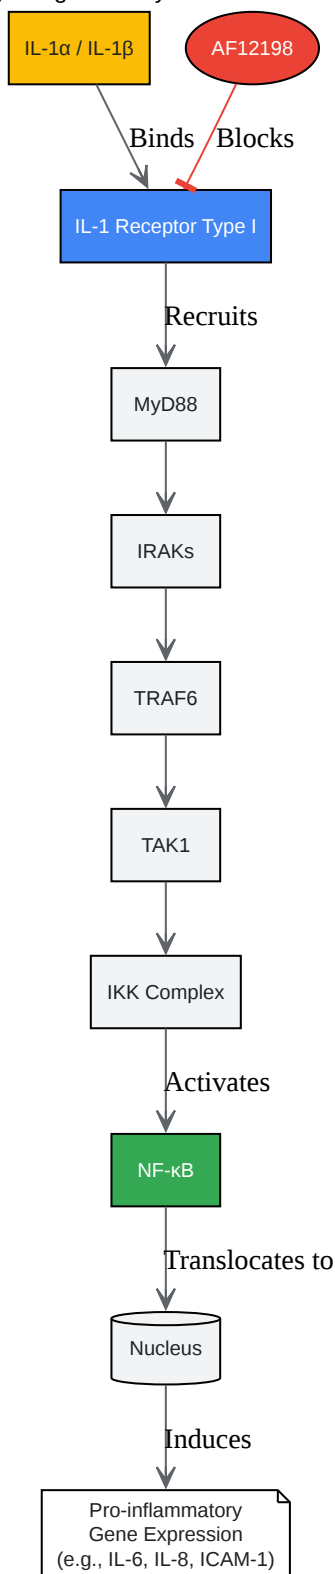 IL-1α / IL-1β
AF12198
Binds
Blocks
IL-1 Receptor Type I
Recruits
MyD88
IRAKs
TRAF6
TAK1
IKK Complex
Activates
NF-κB
Translocates to
Nucleus
Induces
Pro-inflammatory
Gene Expression
(e.g., IL-6, IL-8, ICAM-1)